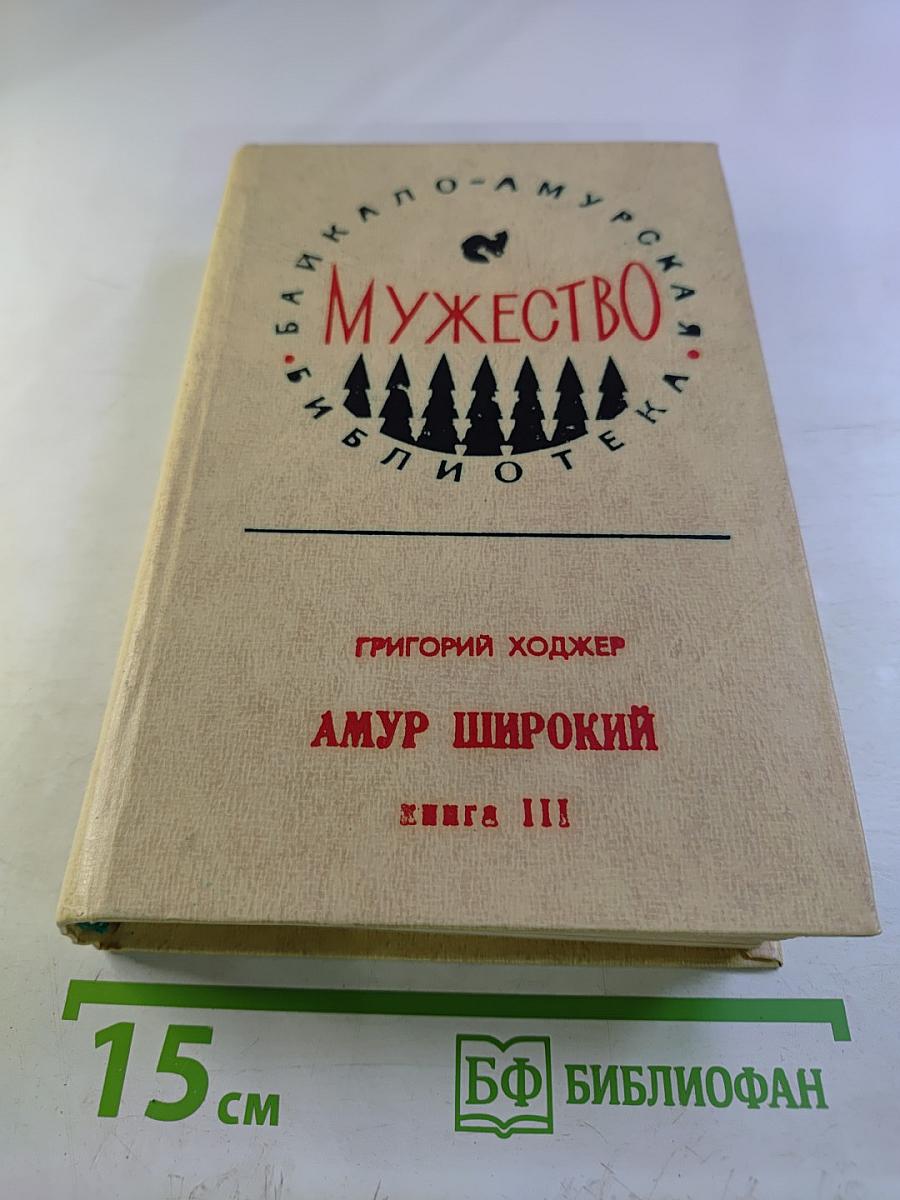 БАЙКАЛО-АМУРСКАЯ
МУЖЕСТВО
• БИБЛИОТЕКА •
ГРИГОРИЙ ХОДЖЕР
АМУР ШИРОКИЙ
книга III
15 см
БФ БИБЛИОФАН